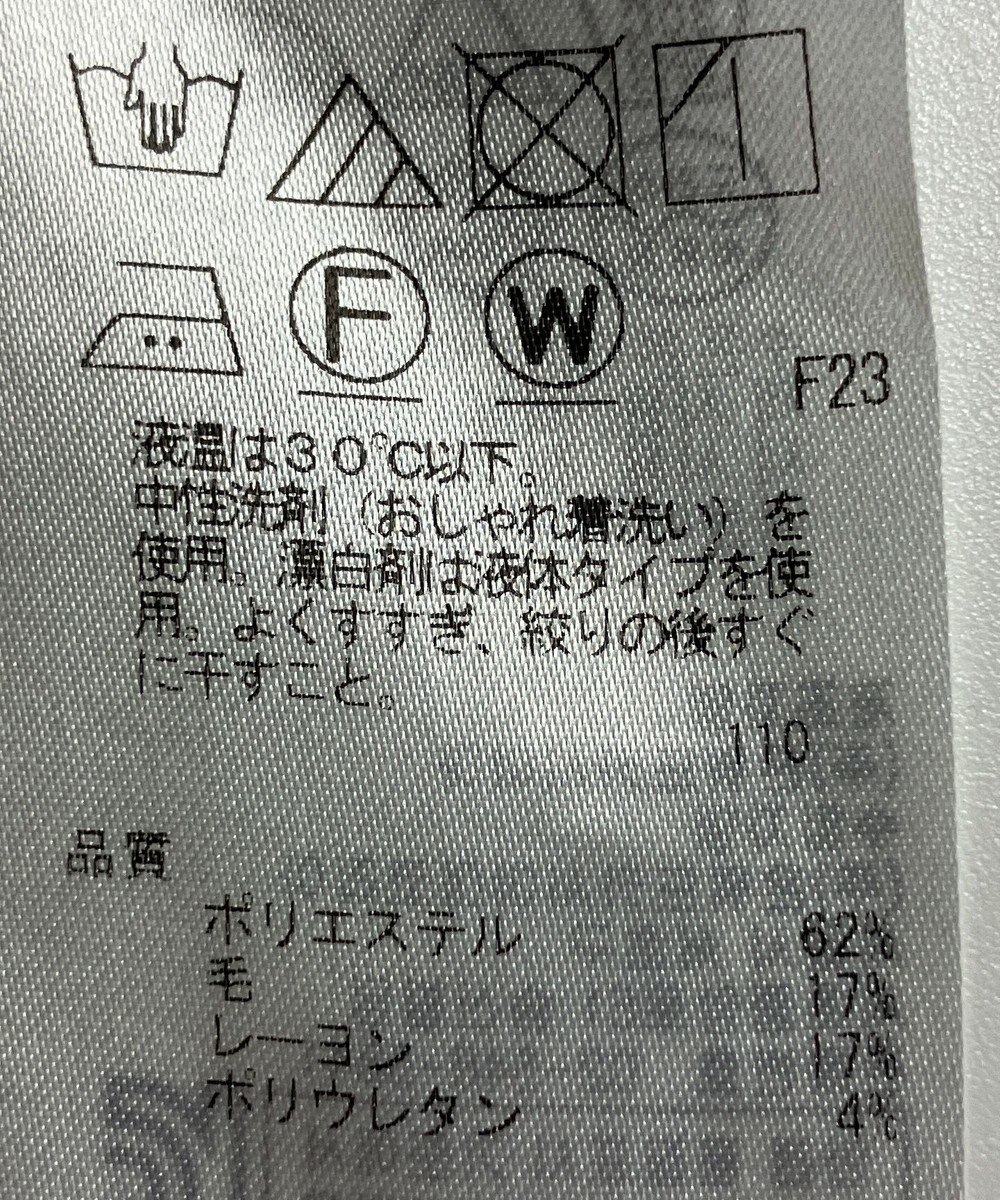 F
W
F23
液温は30℃以下。
中性洗剤（おしゃれ着洗い）を
使用。漂白剤は液体タイプを使
用。よくすすぎ、絞りの後すぐ
に干すこと。
110
品質
ポリエステル 62%
毛 17%
レーヨン 17%
ポリウレタン 4%